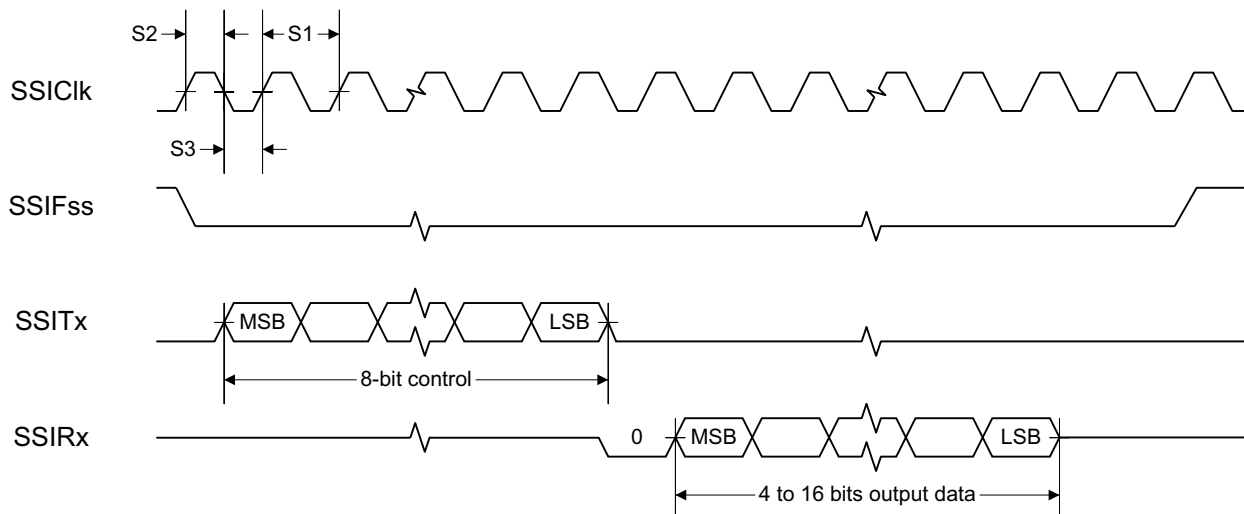 S2
S1
SSIClk
S3
SSIFss
SSITx
MSB
LSB
8-bit control
SSIRx
0
MSB
LSB
4 to 16 bits output data